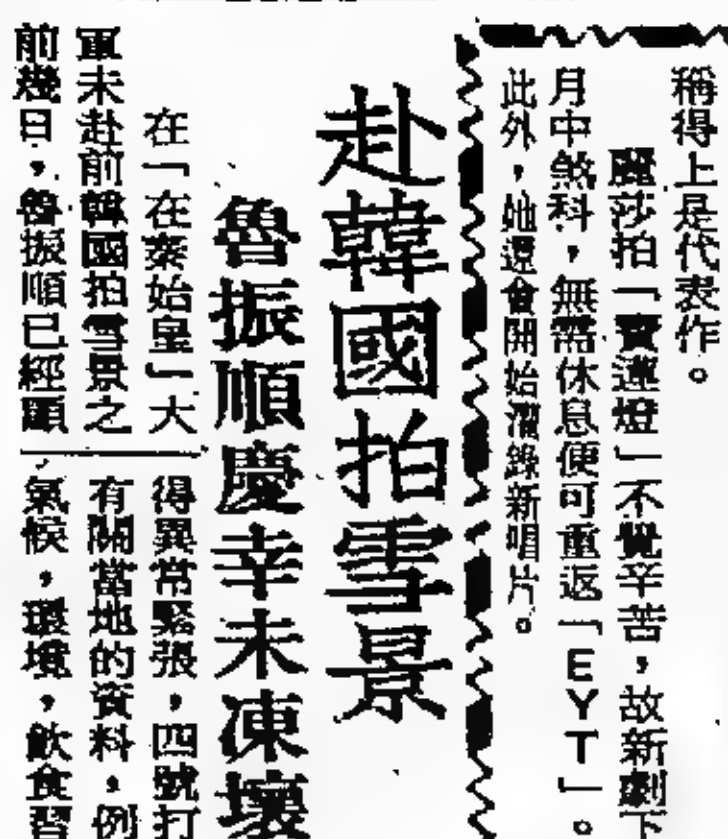 稱得上是代表作。
麗莎拍「寶蓮燈」不覺辛苦，故新劇下
月中煞科，無需休息便可重返「EYT」。
此外，她還會開始灌錄新唱片。
赴韓國拍雪景
魯振順慶幸未凍壞
在「在秦始皇」大
軍未赴前韓國拍雪景之
前幾日，魯振順已經顯
得異常緊張，四號打
有關當地的資料，例
氣候，環境，飲食習